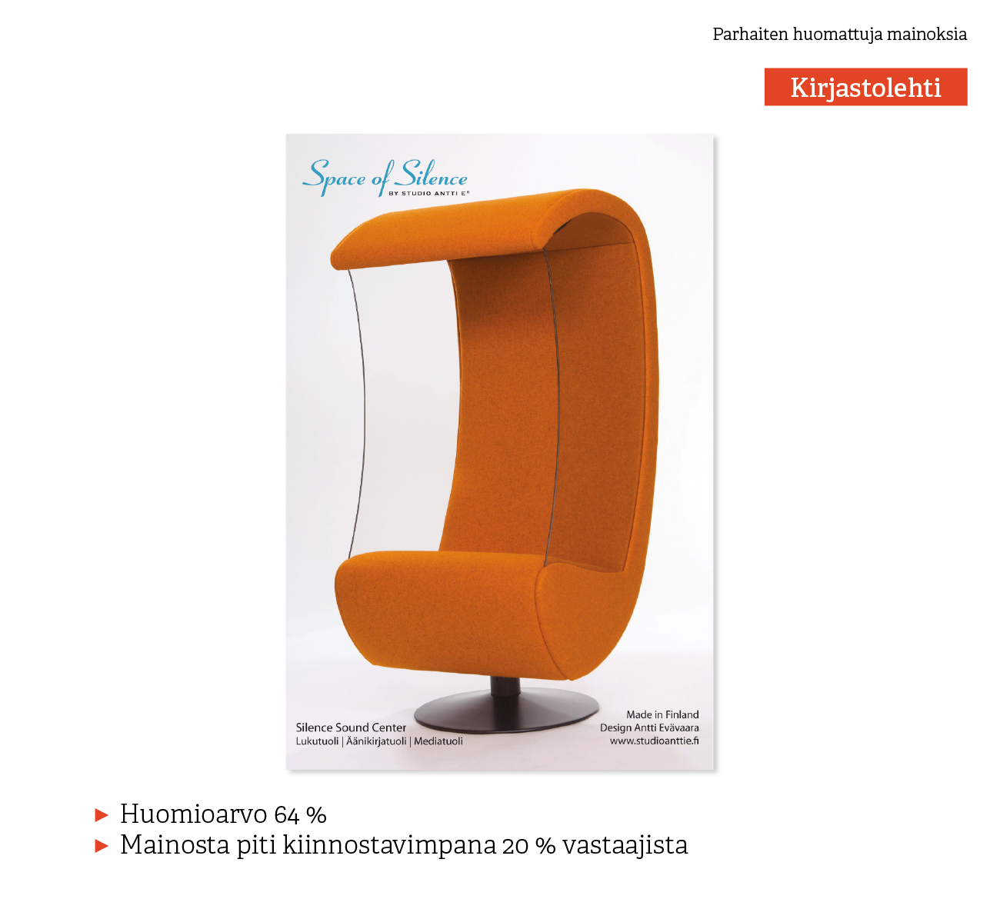 Parhaiten huomattuja mainoksia
Kirjastolehti
Space of Silence
BY STUDIO ANTTI E®
Made in Finland
Silence Sound Center
Design Antti Evävaara
Lukutuoli | Äänikirjatuoli | Mediatuoli
www.studioanttie.fi
► Huomioarvo 64 %
► Mainosta piti kiinnostavimpana 20 % vastaajista